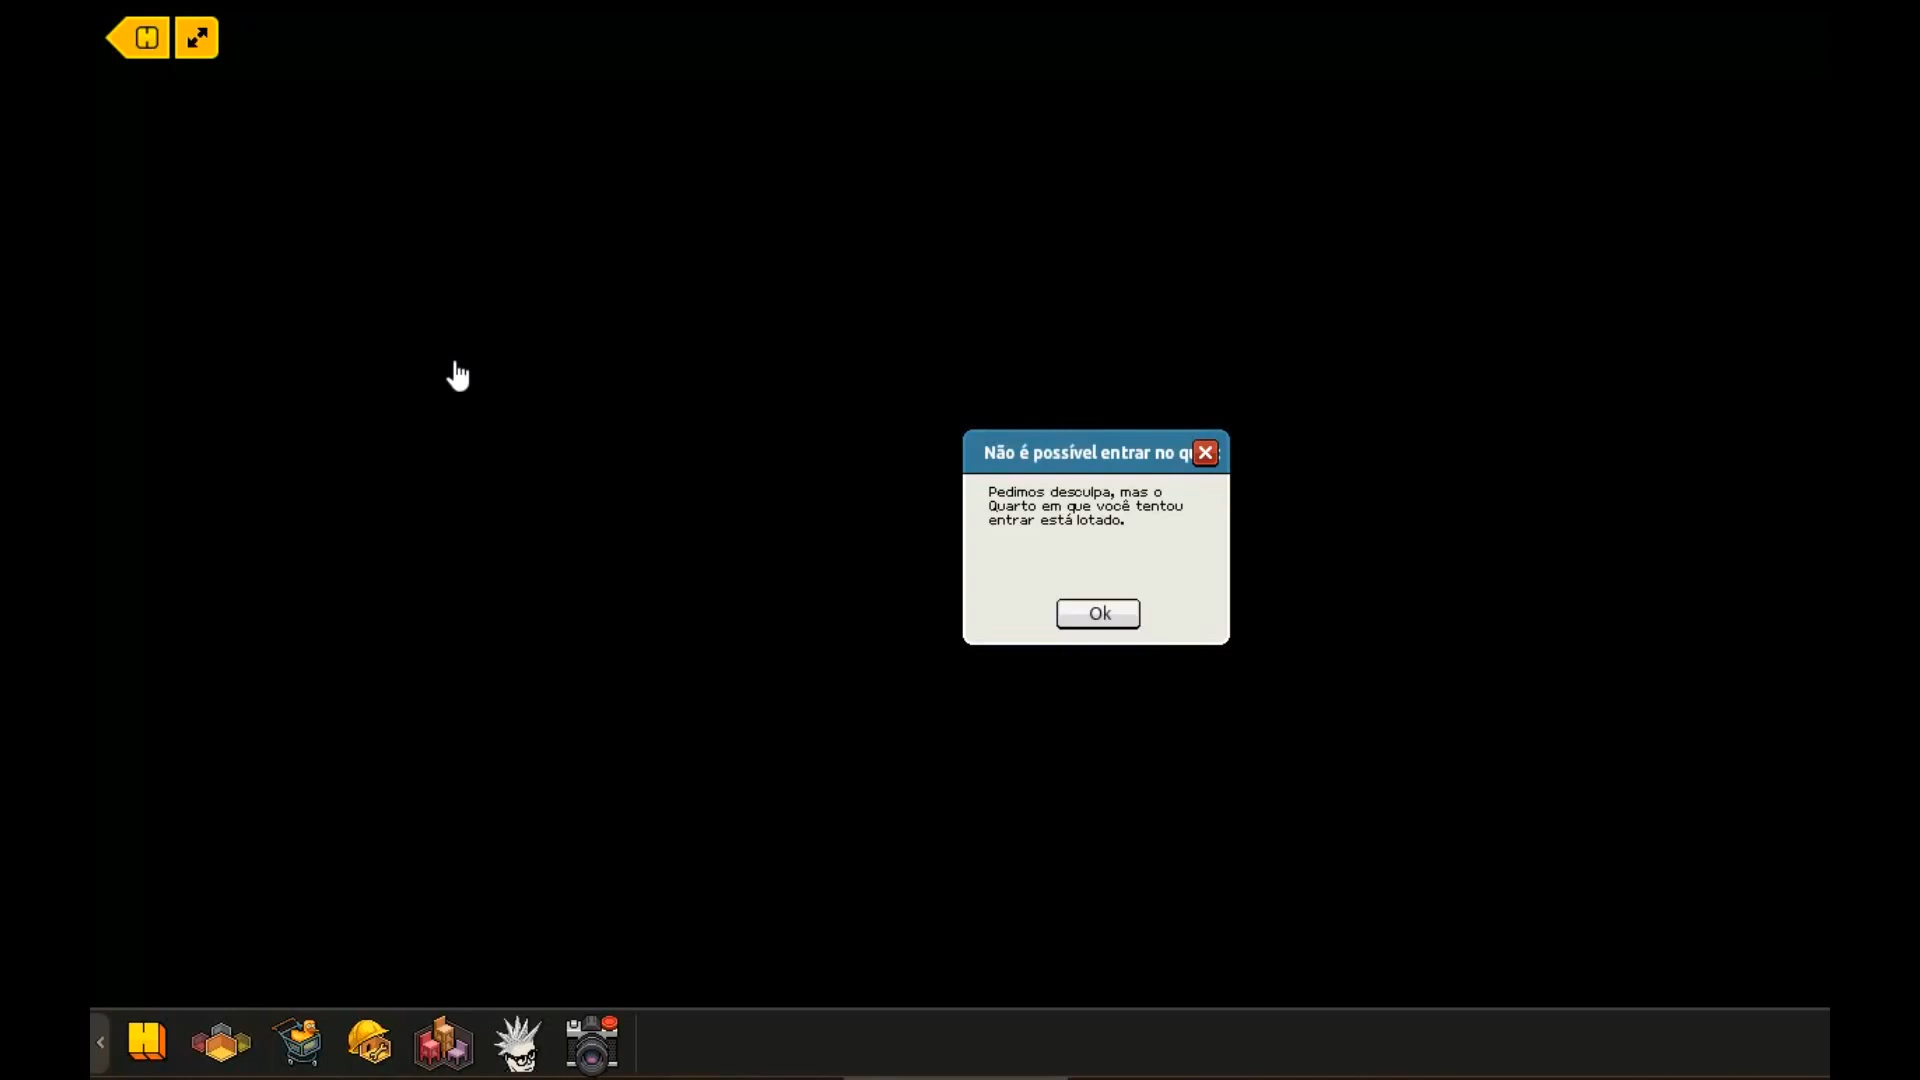 Não é possível entrar no
Pedimos desculpa, mas o
Quarto em que você tentou
entrar está lotado.
Ok